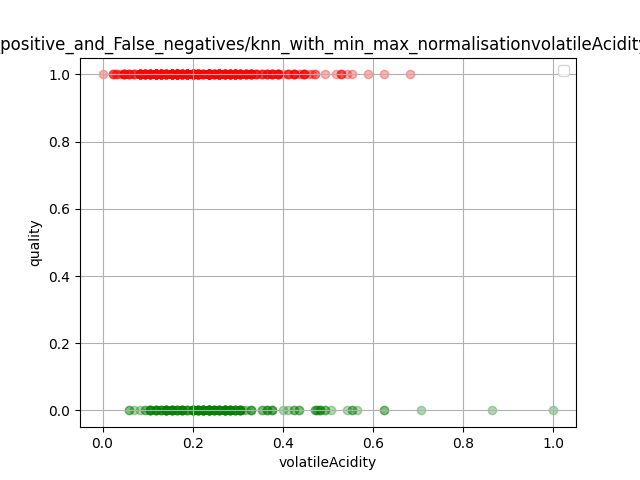 positive_and_False_negatives/knn_with_min_max_normalisationvolatileAcidity
1.0
0.8
0.6
0.4
0.2
0.0
quality
0.0 0.2 0.4 0.6 0.8 1.0
volatileAcidity